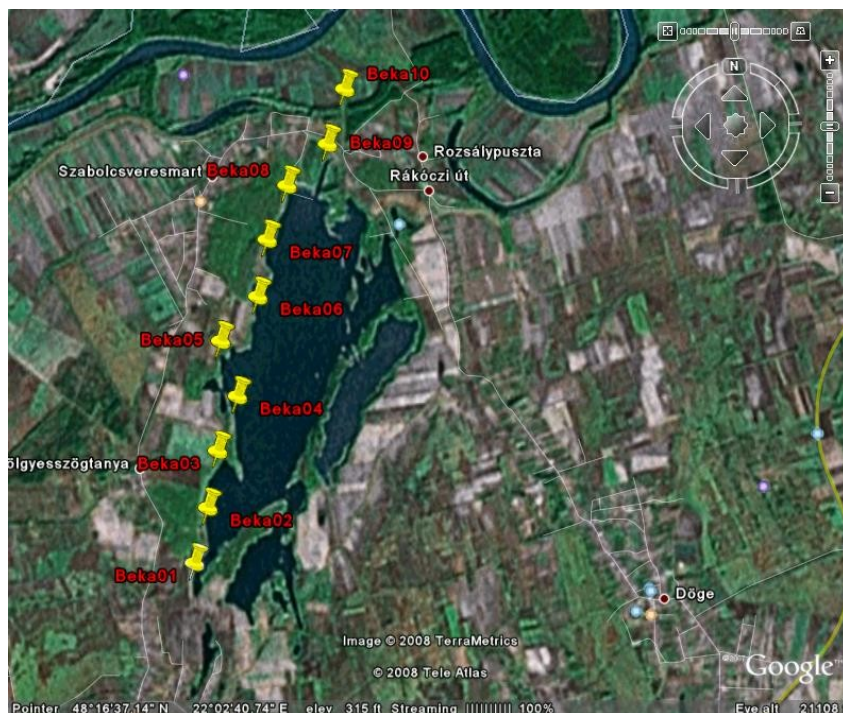 N
Beka10
Beka09
Rozsálypuszta
Szabolcsveresmart
Beka08
Rákóczi út
Beka07
Beka06
Beka05
Beka04
ölgyesszögtanya
Beka03
Beka02
Beka01
Döge
Image © 2008 TerraMetrics
© 2008 Tele Atlas
Google™
Pointer 48°16'37.14" N 22°02'40.74" E elev 315 ft Streaming |||||||||| 100% Eye alt 21108